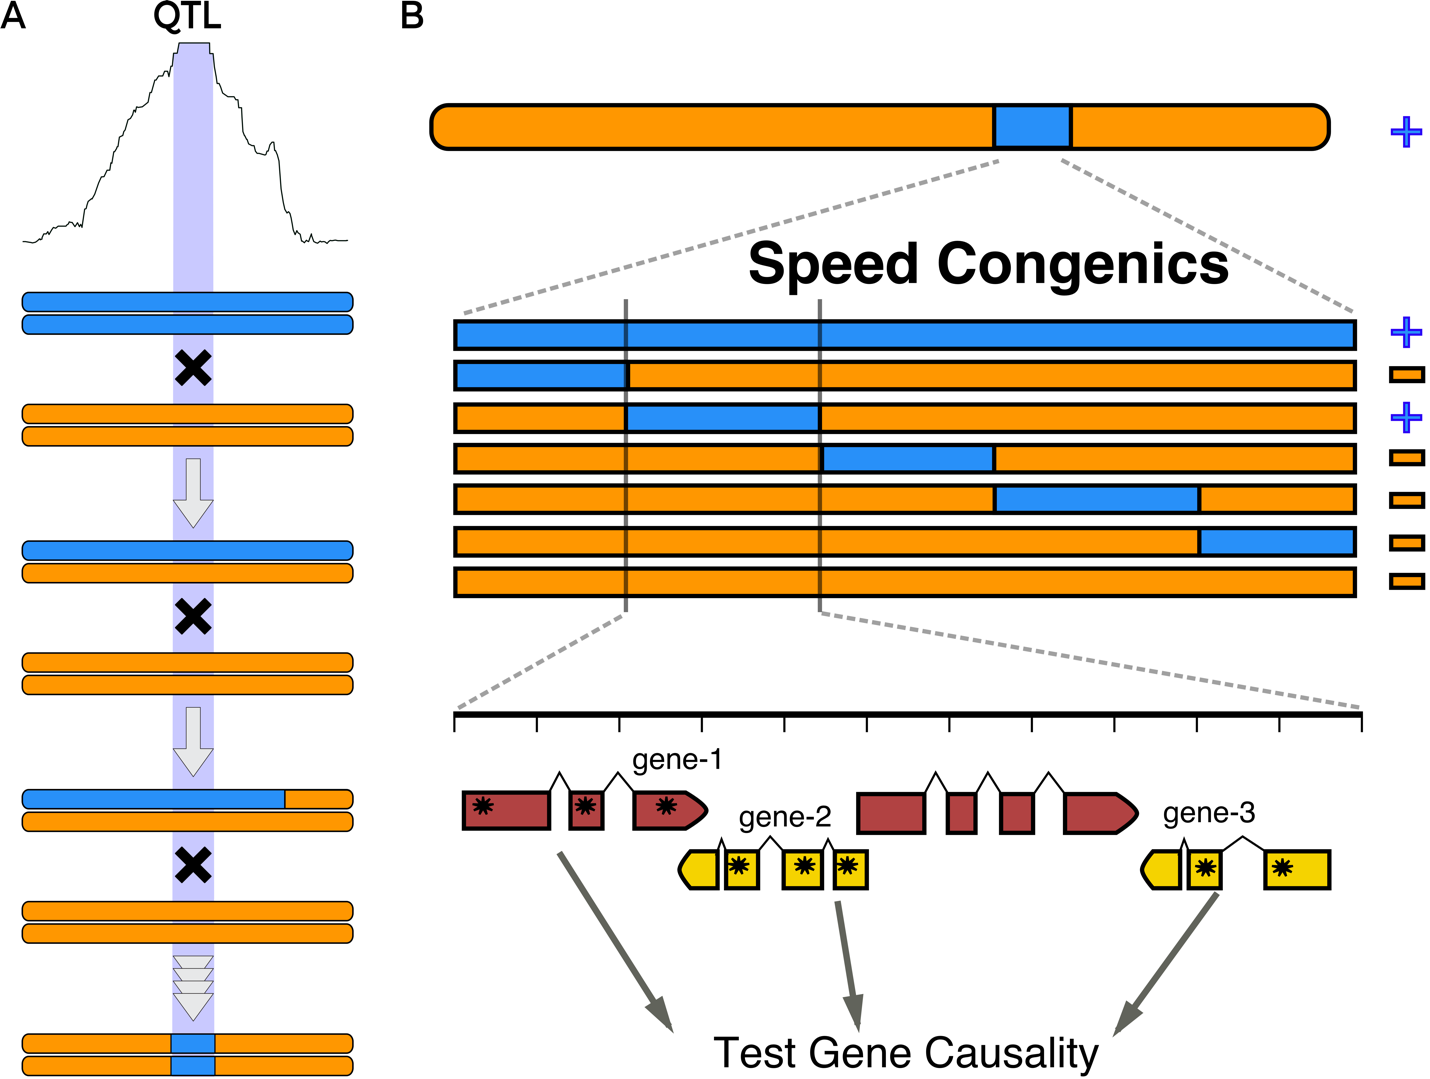 A
QTL
B
Speed Congenics
gene-1
gene-2
gene-3
Test Gene Causality